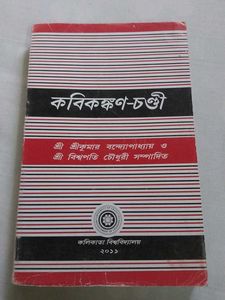 কবিকঙ্কণ-চণ্ডী
শ্রী শ্রীকুমার বন্দ্যোপাধ্যায় ও
শ্রী বিশ্বপতি চৌধুরী সম্পাদিত
কলিকাতা বিশ্ববিদ্যালয়
২০১১